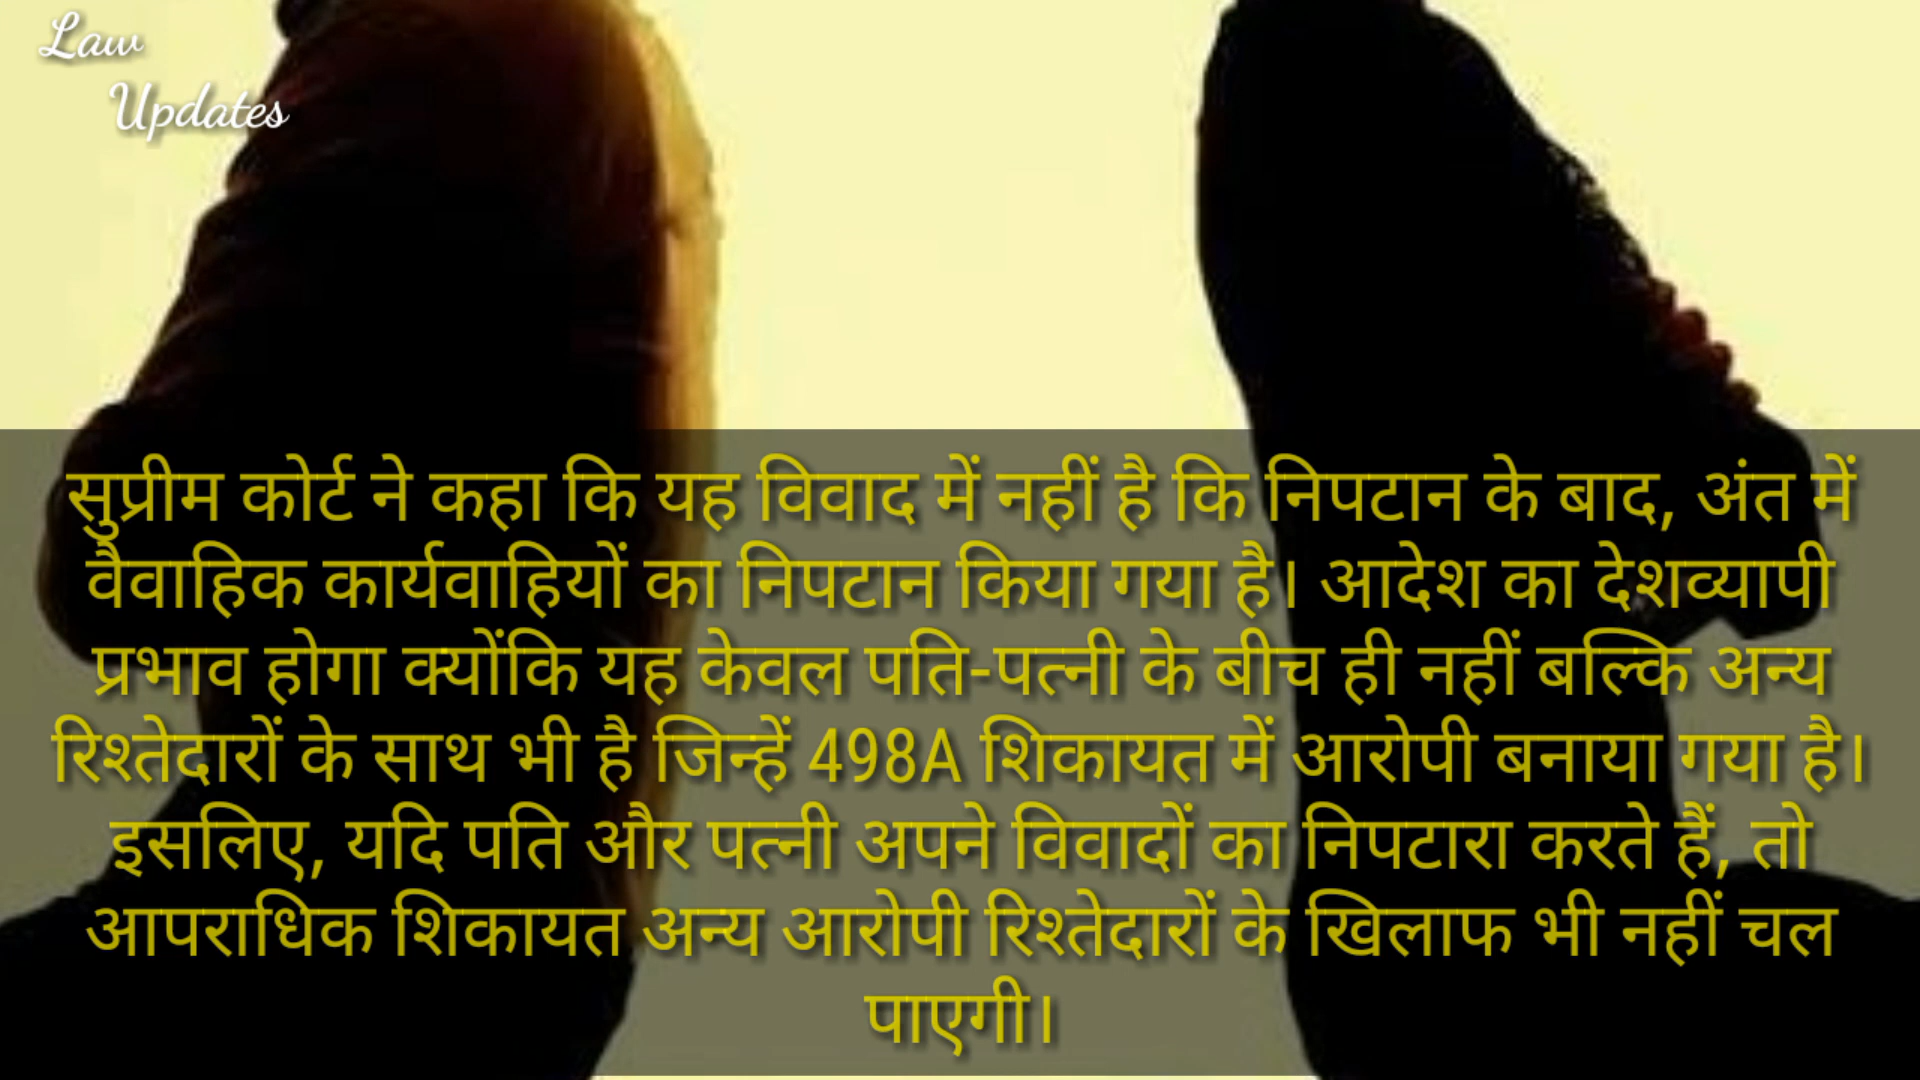 Law
Updates
सुप्रीम कोर्ट ने कहा कि यह विवाद में नहीं है कि निपटान के बाद, अंत में
वैवाहिक कार्यवाहियों का निपटान किया गया है। आदेश का देशव्यापी
प्रभाव होगा क्योंकि यह केवल पति-पत्नी के बीच ही नहीं बल्कि अन्य
रिश्तेदारों के साथ भी है जिन्हें 498A शिकायत में आरोपी बनाया गया है।
इसलिए, यदि पति और पत्नी अपने विवादों का निपटारा करते हैं, तो
आपराधिक शिकायत अन्य आरोपी रिश्तेदारों के खिलाफ भी नहीं चल
पाएगी।